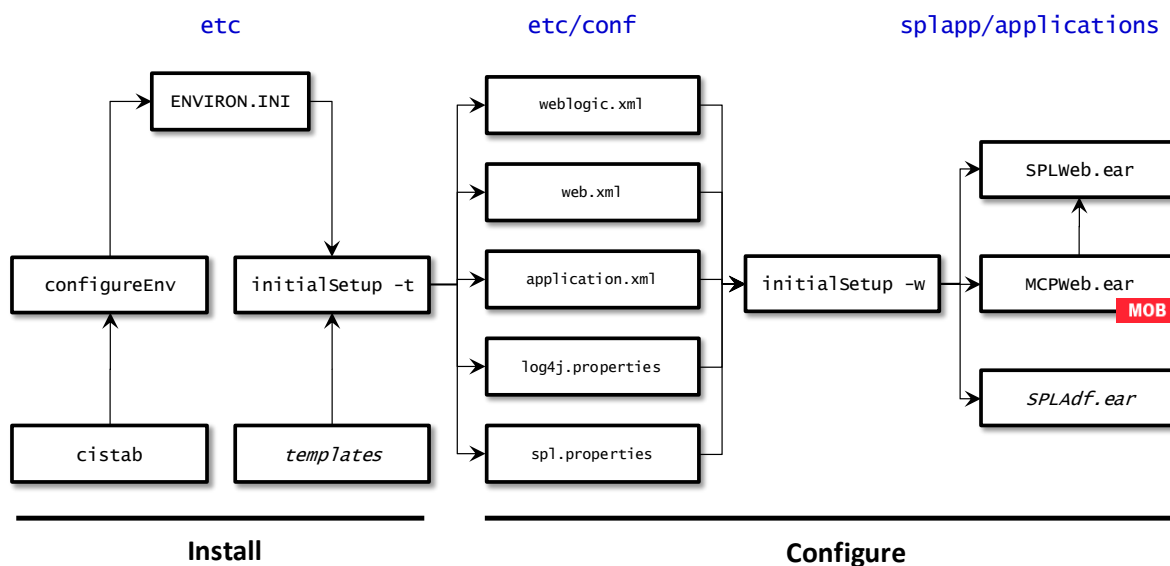 etc
etc/conf
splapp/applications
ENVIRON.INI
weblogic.xml
web.xml
SPLWeb.ear
configureEnv
initialSetup -t
application.xml
initialSetup -w
MCPWeb.ear
MOB
log4j.properties
SPLAdf.ear
cistab
templates
spl.properties
Install
Configure